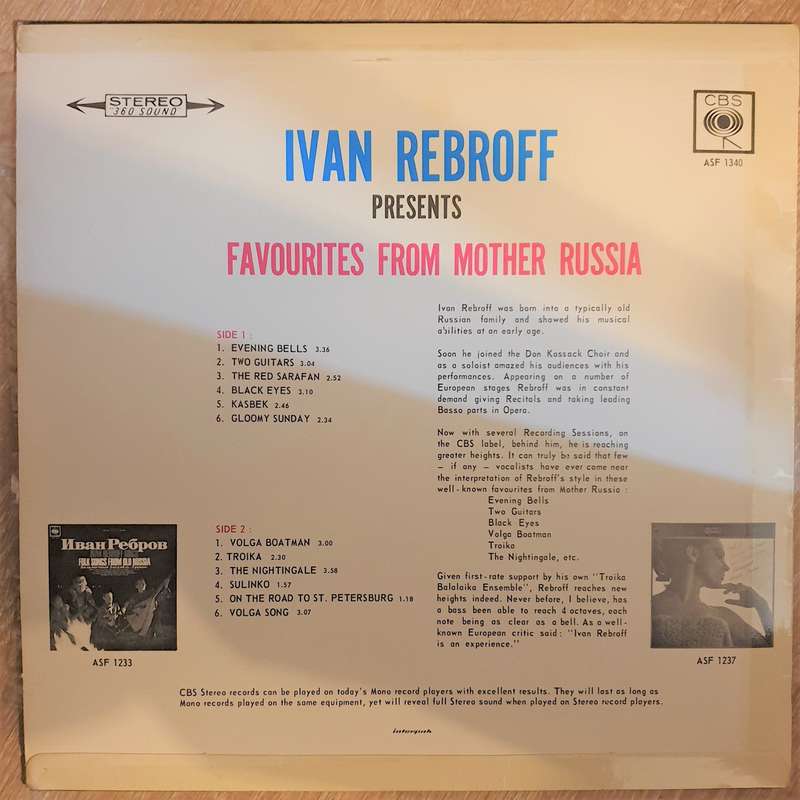 STEREO
"360 SOUND"
CBS
ASF 1340
IVAN REBROFF
PRESENTS
FAVOURITES FROM MOTHER RUSSIA
SIDE 1 :
1. EVENING BELLS 3.36
2. TWO GUITARS 3.04
3. THE RED SARAFAN 2.52
4. BLACK EYES 3.10
5. KASBEK 2.46
6. GLOOMY SUNDAY 2.34
SIDE 2 :
1. VOLGA BOATMAN 3.00
2. TROIKA 2.30
3. THE NIGHTINGALE 3.58
4. SULINKO 1.57
5. ON THE ROAD TO ST. PETERSBURG 1.18
6. VOLGA SONG 3.07
Ivan Rebroff was born into a typically old
Russian family and showed his musical
abilities at an early age.
Soon he joined the Don Kossack Choir and
as a soloist amazed his audiences with his
performances. Appearing on a number of
European stages Rebroff was in constant
demand giving Recitals and taking leading
Basso parts in Opera.
Now with several Recording Sessions, on
the CBS label, behind him, he is reaching
greater heights. It can truly be said that few
– if any – vocalists have ever come near
the interpretation of Rebroff's style in these
well-known favourites from Mother Russia :
Evening Bells
Two Guitars
Black Eyes
Volga Boatman
Troika
The Nightingale, etc.
Given first-rate support by his own "Troika
Balalaika Ensemble", Rebroff reaches new
heights indeed. Never before, I believe, has
a bass been able to reach 4 octaves, each
note being as clear as a bell. As a well-
known European critic said : "Ivan Rebroff
is an experience."
Иван Ребров
IVAN REBROFF SINGS
FOLK SONGS FROM OLD RUSSIA
ASF 1233
ASF 1237
CBS Stereo records can be played on today's Mono record players with excellent results. They will last as long as
Mono records played on the same equipment, yet will reveal full Stereo sound when played on Stereo record players.
interpak